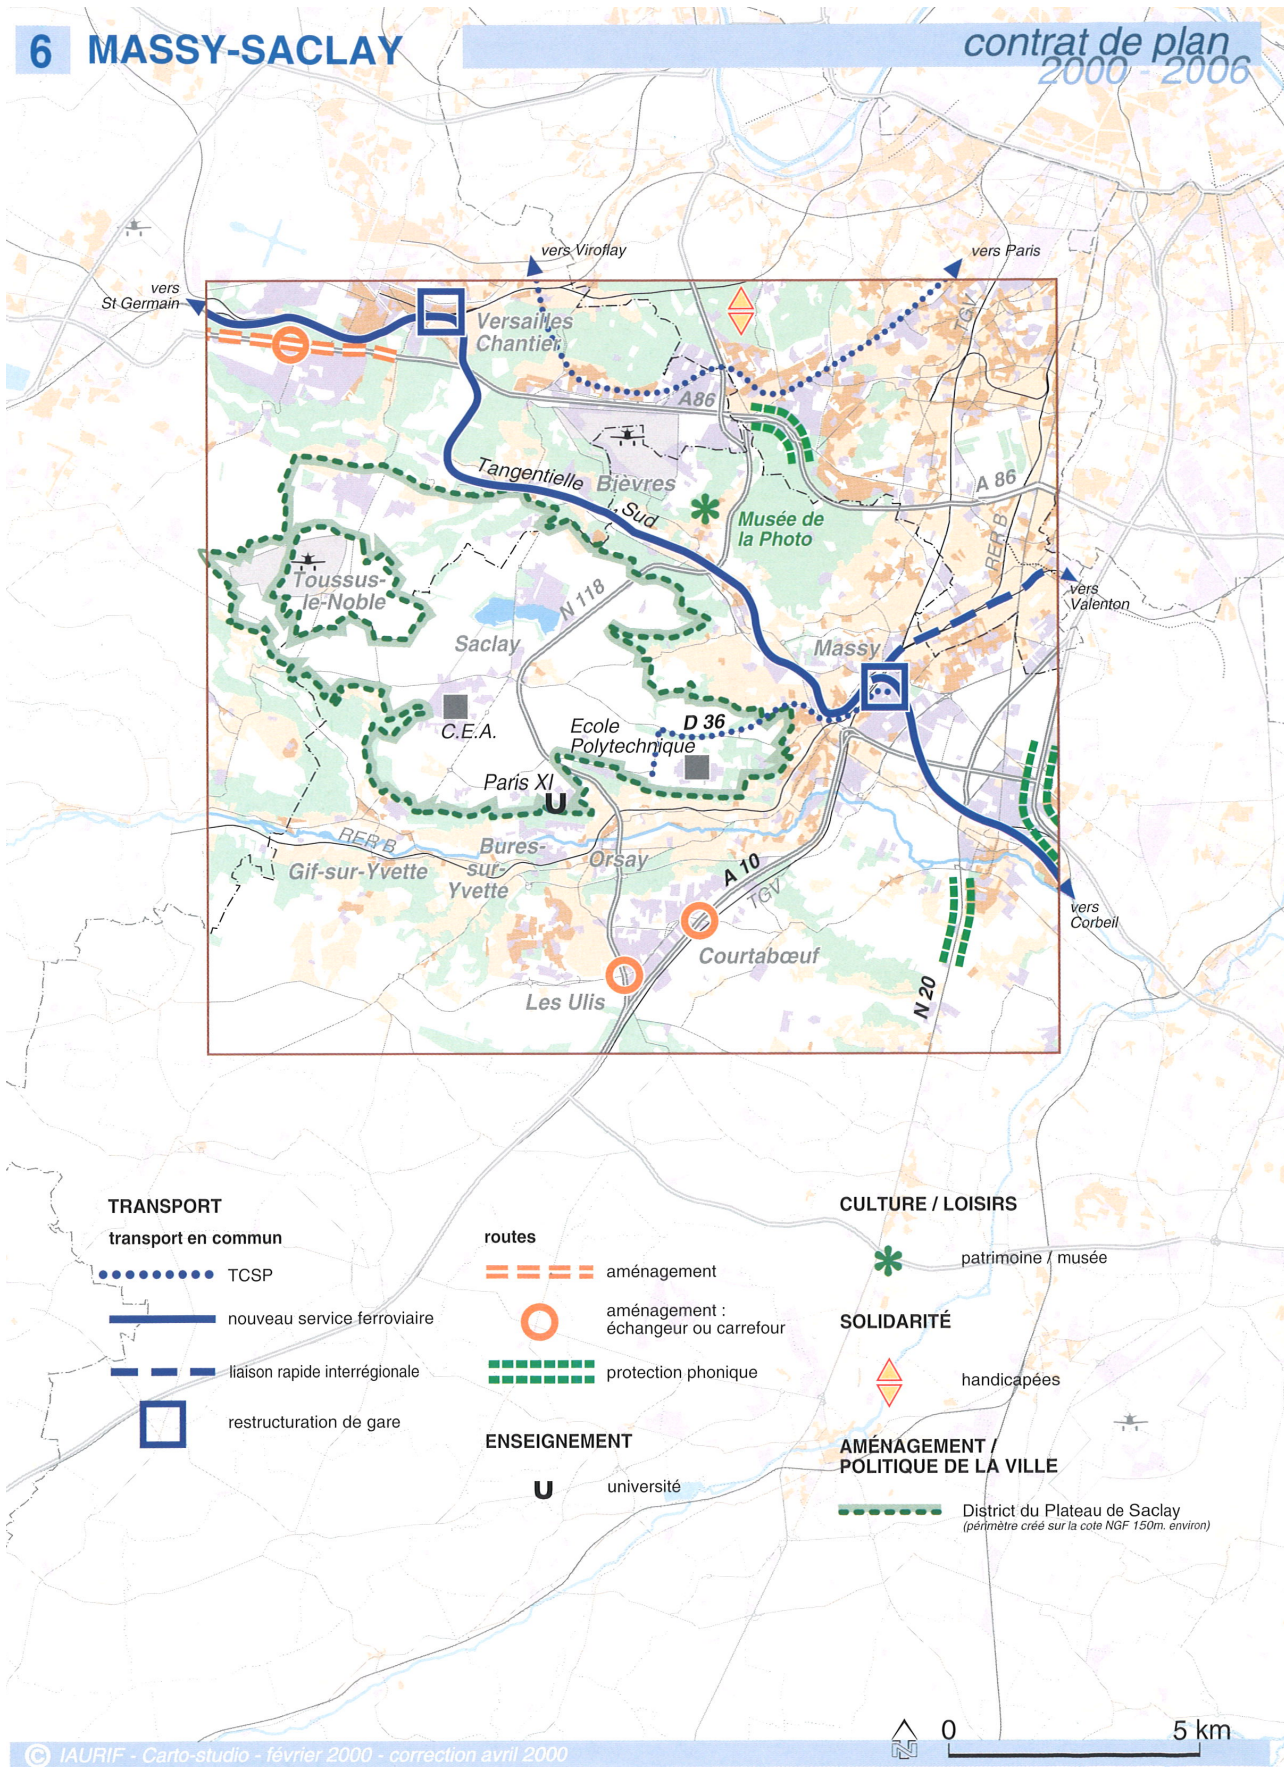 6 MASSY-SACLAY
contrat de plan
2000 - 2006
vers Viroflay
vers Paris
vers
St Germain
TGV
Versailles
Chantier
A86
Tangentielle
Sud
Bièvres
A 86
Musée de
la Photo
RER B
Toussus-
le-Noble
N 118
vers
Valenton
Saclay
Massy
C.E.A.
Ecole
Polytechnique
D 36
Paris XI
U
RER B
Gif-sur-Yvette
Bures-
sur-
Yvette
Orsay
A 10
TGV
vers
Corbeil
Courtabœuf
Les Ulis
N 20
TRANSPORT
transport en commun
TCSP
nouveau service ferroviaire
liaison rapide interrégionale
restructuration de gare
routes
aménagement
aménagement :
échangeur ou carrefour
protection phonique
ENSEIGNEMENT
U université
CULTURE / LOISIRS
patrimoine / musée
SOLIDARITÉ
handicapées
AMÉNAGEMENT /
POLITIQUE DE LA VILLE
District du Plateau de Saclay
(périmètre créé sur la cote NGF 150m. environ)
N
0 5 km
© IAURIF - Carto-studio - février 2000 - correction avril 2000